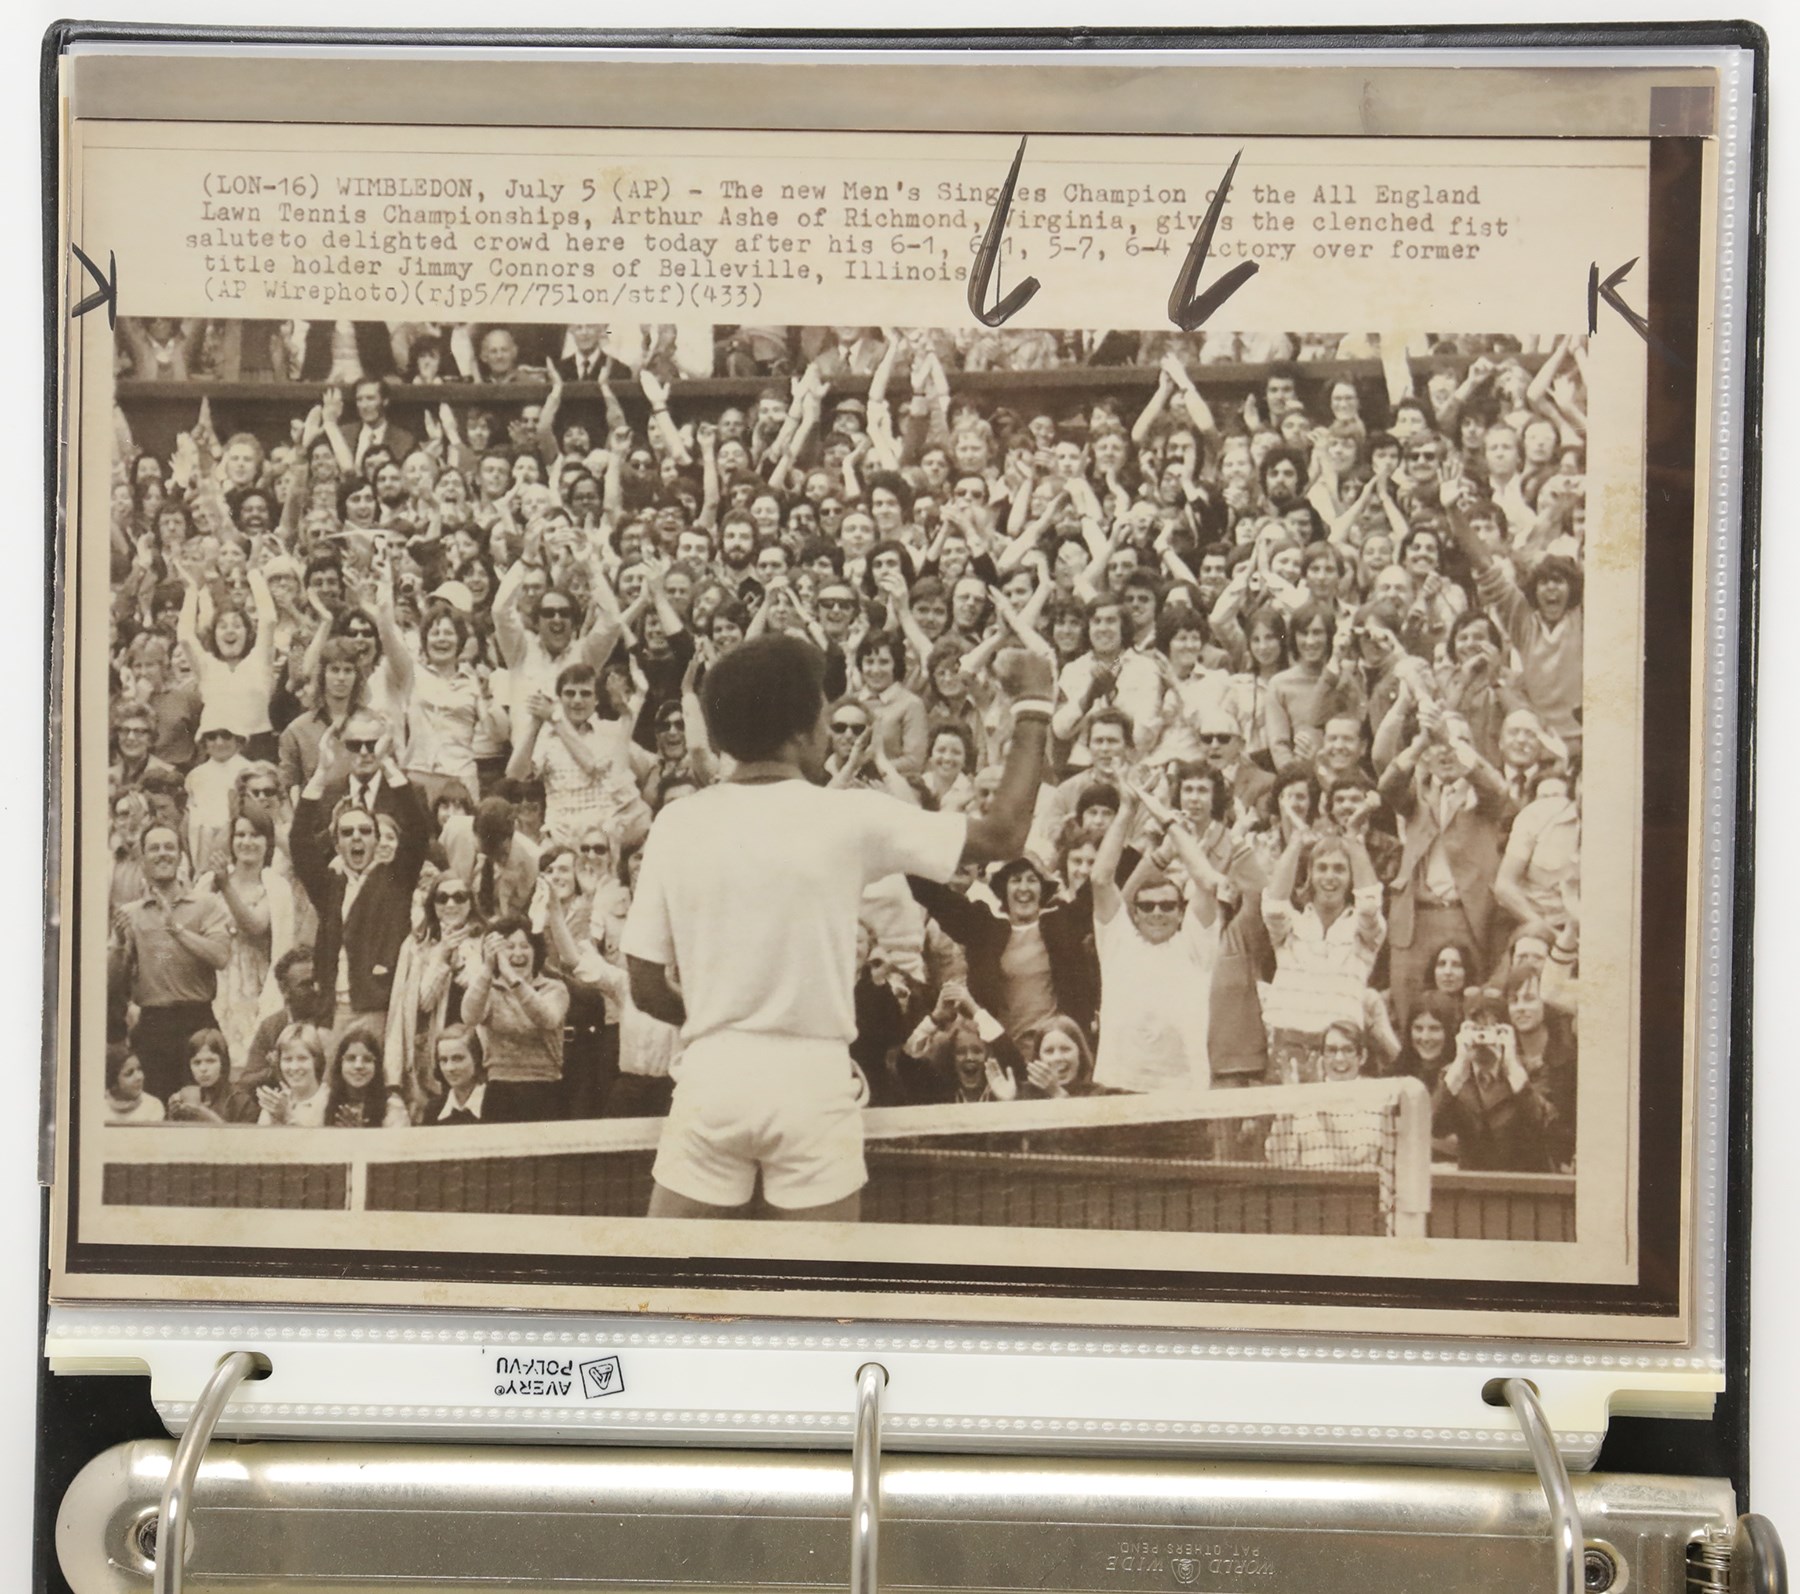 (LON-16) WIMBLEDON, July 5 (AP) - The new Men's Singles Champion of the All England
Lawn Tennis Championships, Arthur Ashe of Richmond, Virginia, gives the clenched fist
saluteto delighted crowd here today after his 6-1, 6-1, 5-7, 6-4 victory over former
title holder Jimmy Connors of Belleville, Illinois
(AP Wirephoto)(rjp5/7/75lon/stf)(433)
AVERY®
POLY-VU
WORLD WIDE
PAT. OTHERS PEND.